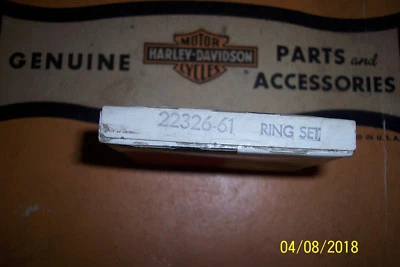 GENUINE
MOTOR
HARLEY-DAVIDSON
CYCLES
PARTS and
ACCESSORIES
22326-61 RING SET
U.S.A.
04/08/2018